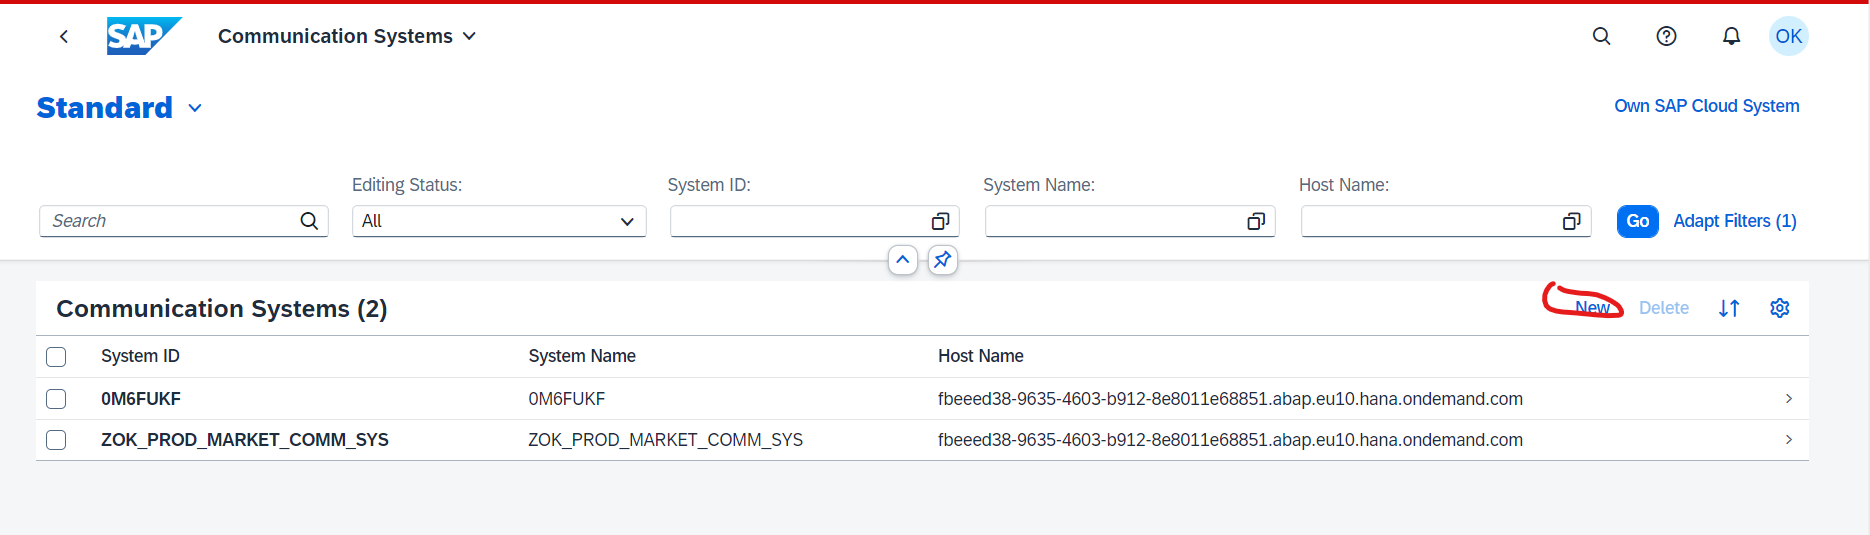 SAP Communication Systems OK
Standard
Own SAP Cloud System
Editing Status: System ID: System Name: Host Name:
Search All Go Adapt Filters (1)
Communication Systems (2) New Delete
System ID System Name Host Name
0M6FUKF 0M6FUKF fbeeed38-9635-4603-b912-8e8011e68851.abap.eu10.hana.ondemand.com
ZOK_PROD_MARKET_COMM_SYS ZOK_PROD_MARKET_COMM_SYS fbeeed38-9635-4603-b912-8e8011e68851.abap.eu10.hana.ondemand.com